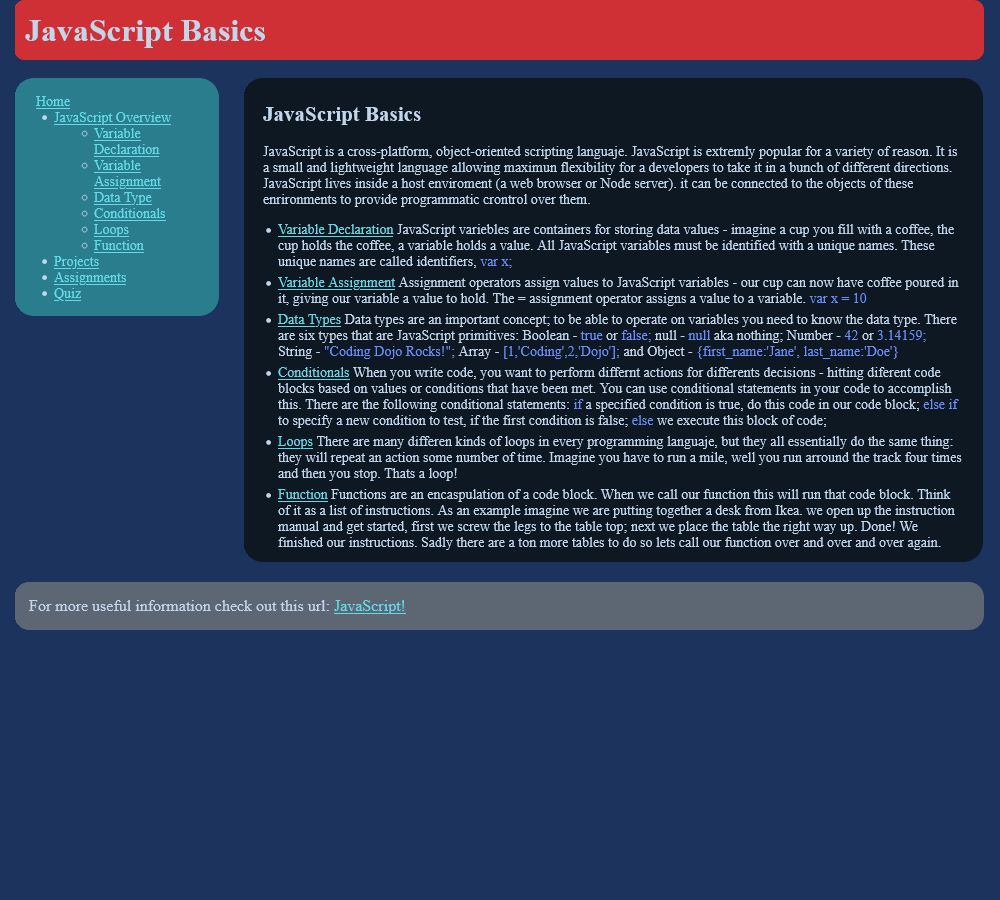 JavaScript Basics
Home
JavaScript Overview
Variable
Declaration
Variable
Assignment
Data Type
Conditionals
Loops
Function
Projects
Assignments
Quiz
JavaScript Basics
JavaScript is a cross-platform, object-oriented scripting languaje. JavaScript is extremly popular for a variety of reason. It is
a small and lightweight language allowing maximun flexibility for a developers to take it in a bunch of different directions.
JavaScript lives inside a host enviroment (a web browser or Node server). it can be connected to the objects of these
enrironments to provide programmatic crontrol over them.
Variable Declaration JavaScript variebles are containers for storing data values - imagine a cup you fill with a coffee, the
cup holds the coffee, a variable holds a value. All JavaScript variables must be identified with a unique names. These
unique names are called identifiers, var x;
Variable Assignment Assignment operators assign values to JavaScript variables - our cup can now have coffee poured in
it, giving our variable a value to hold. The = assignment operator assigns a value to a variable. var x = 10
Data Types Data types are an important concept; to be able to operate on variables you need to know the data type. There
are six types that are JavaScript primitives: Boolean - true or false; null - null aka nothing; Number - 42 or 3.14159;
String - "Coding Dojo Rocks!"; Array - [1,'Coding',2,'Dojo']; and Object - {first_name:'Jane', last_name:'Doe'}
Conditionals When you write code, you want to perform differnt actions for differents decisions - hitting diferent code
blocks based on values or conditions that have been met. You can use conditional statements in your code to accomplish
this. There are the following conditional statements: if a specified condition is true, do this code in our code block; else if
to specify a new condition to test, if the first condition is false; else we execute this block of code;
Loops There are many differen kinds of loops in every programming languaje, but they all essentially do the same thing:
they will repeat an action some number of time. Imagine you have to run a mile, well you run arround the track four times
and then you stop. Thats a loop!
Function Functions are an encaspulation of a code block. When we call our function this will run that code block. Think
of it as a list of instructions. As an example imagine we are putting together a desk from Ikea. we open up the instruction
manual and get started, first we screw the legs to the table top; next we place the table the right way up. Done! We
finished our instructions. Sadly there are a ton more tables to do so lets call our function over and over and over again.
For more useful information check out this url: JavaScript!